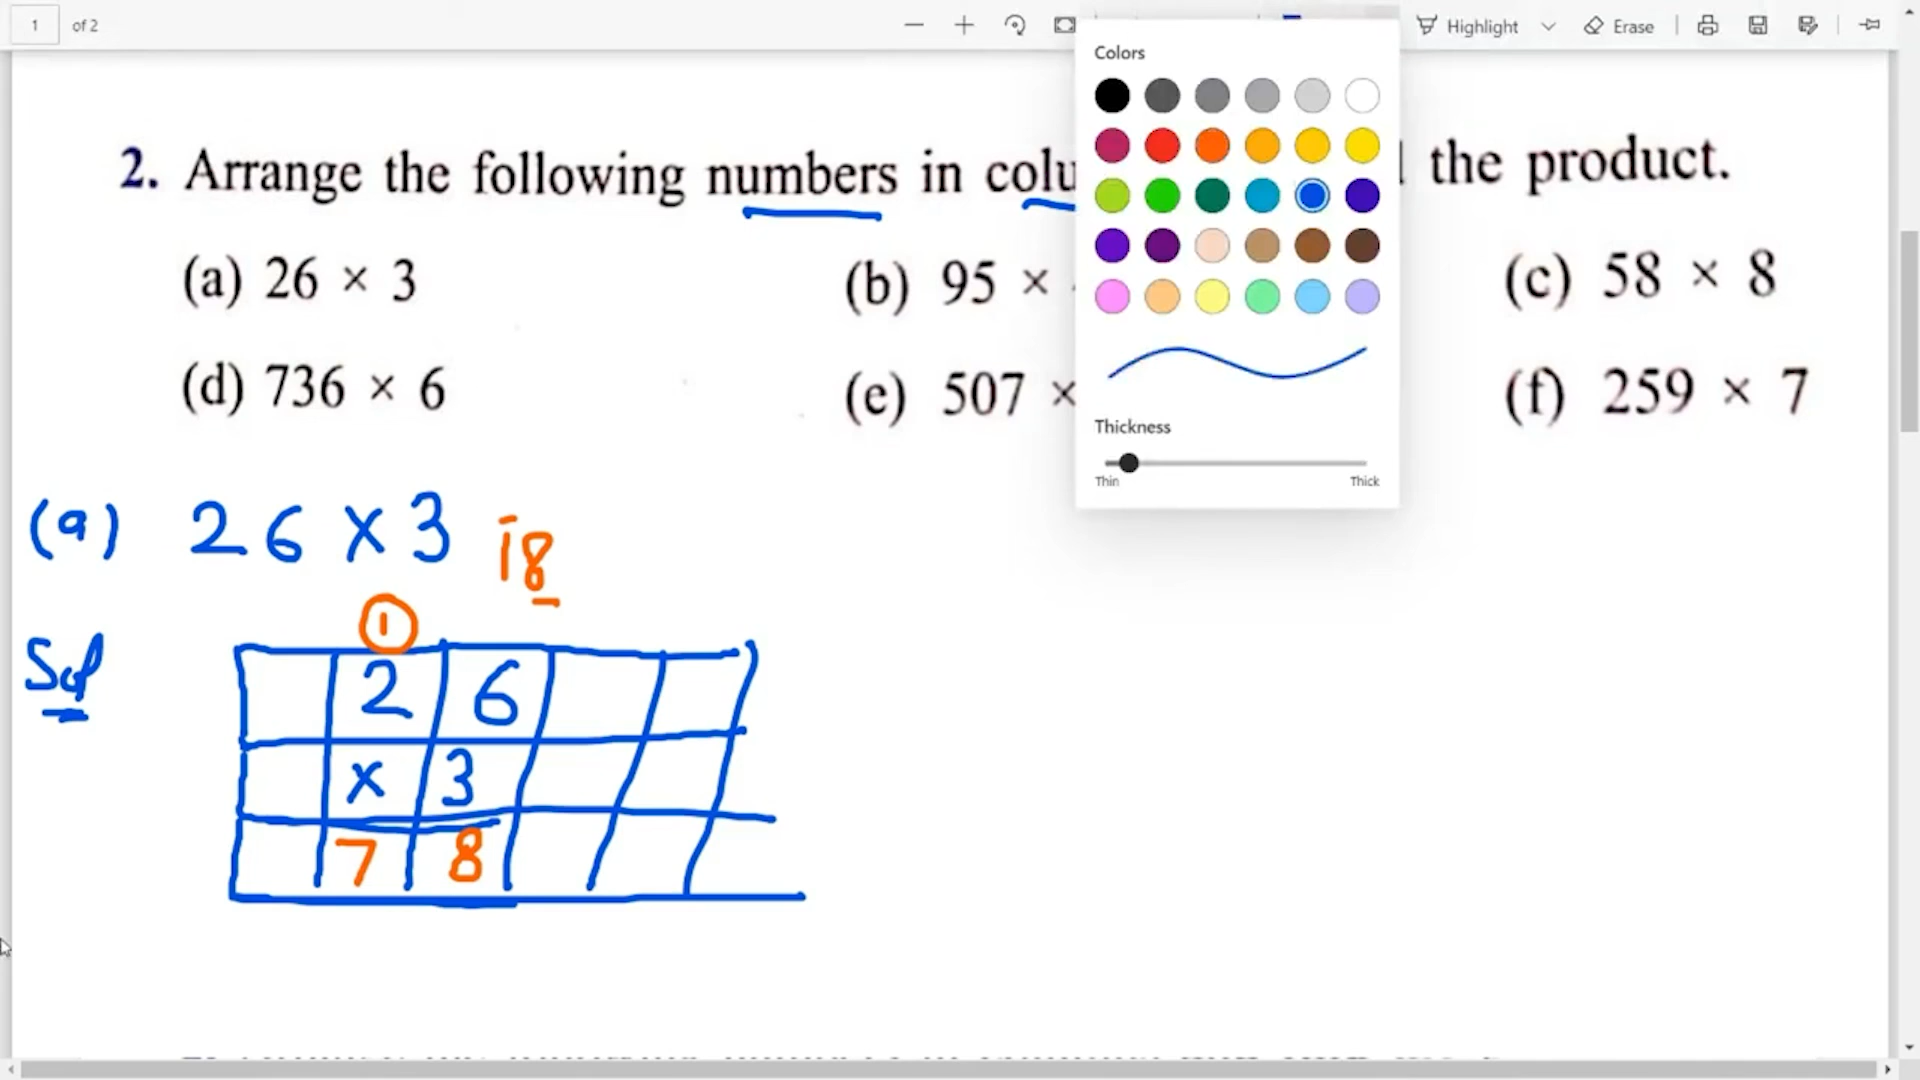 1 of 2 Highlight Erase
Colors
2. Arrange the following numbers in colu the product.
(a) 26 × 3 (b) 95 × (c) 58 × 8
(d) 736 × 6 (e) 507 × (f) 259 × 7
Thickness
Thin Thick
(a) 26 × 3 18
1
Sol
2 6
× 3
7 8